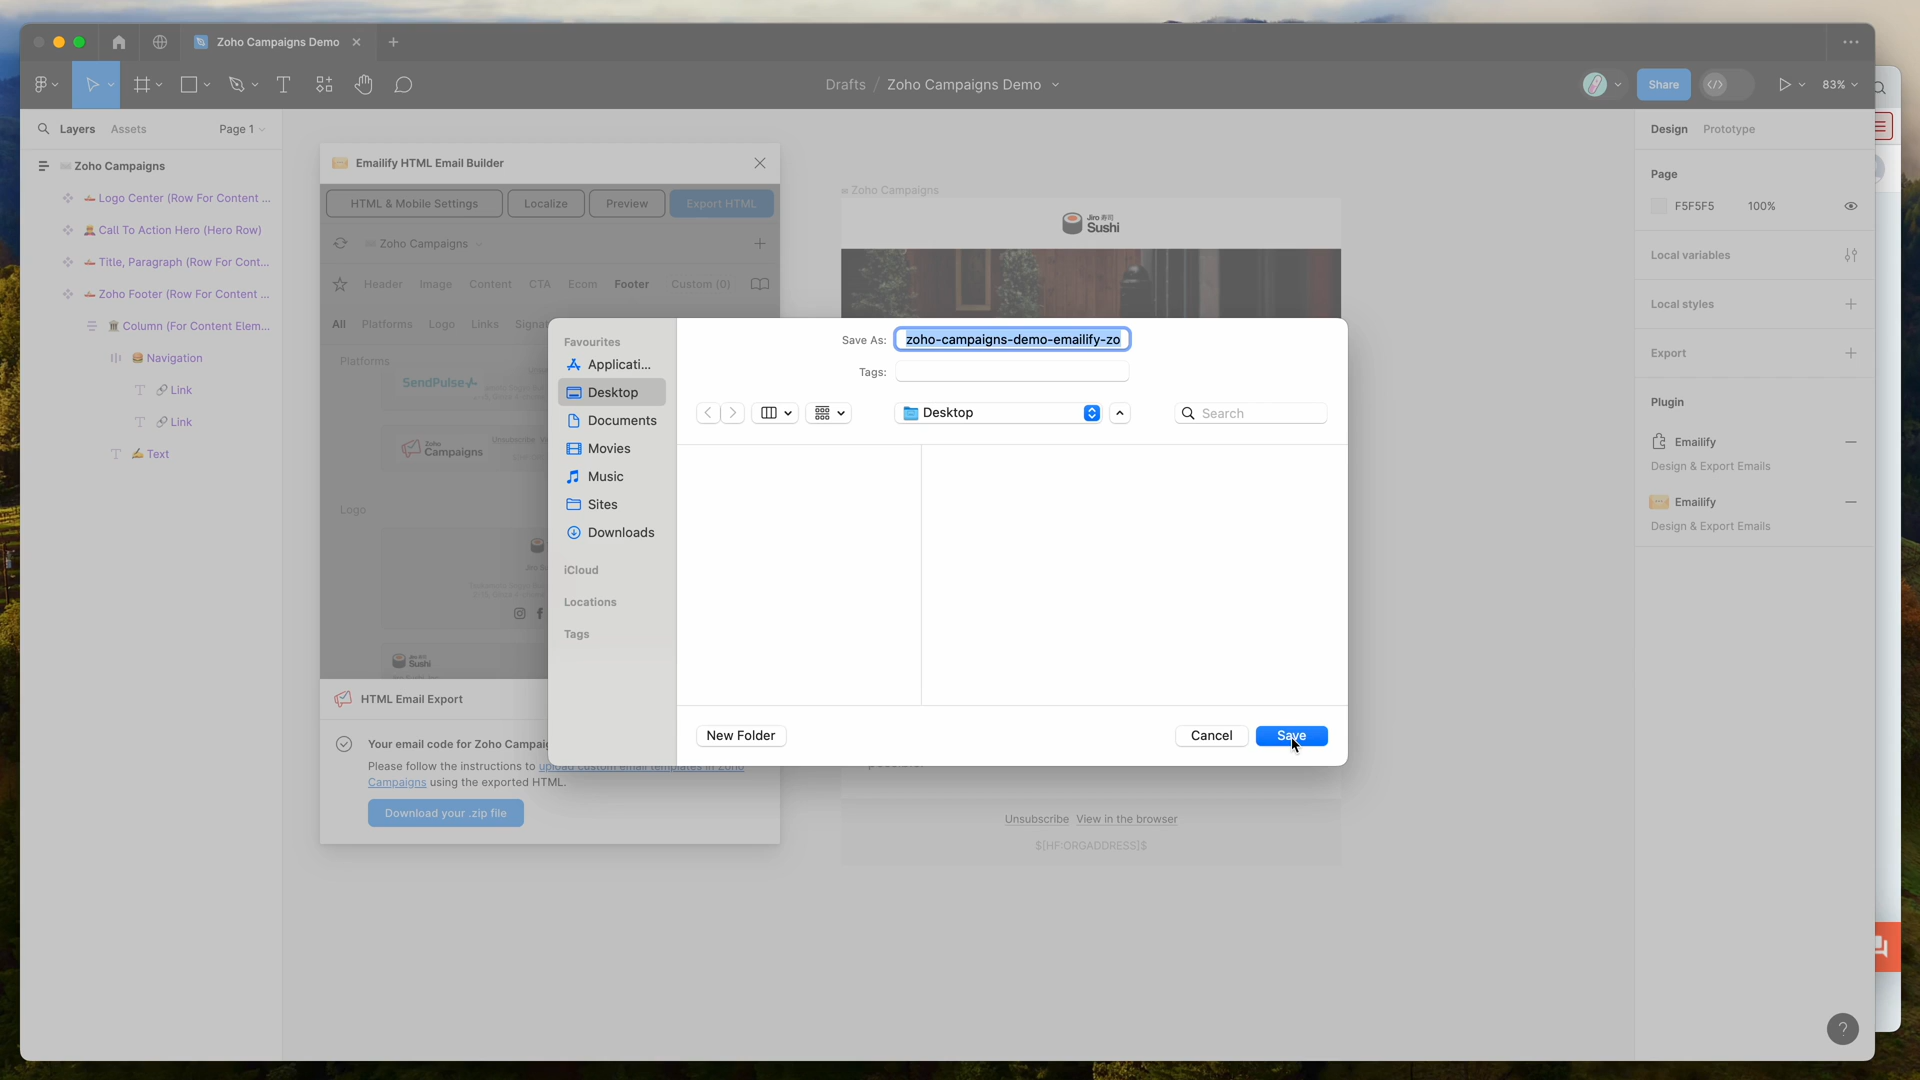 Zoho Campaigns Demo
Drafts / Zoho Campaigns Demo
Share
83%
Layers
Assets
Page 1
Zoho Campaigns
Logo Center (Row For Content ...
Call To Action Hero (Hero Row)
Title, Paragraph (Row For Cont...
Zoho Footer (Row For Content ...
Column (For Content Elem...
Navigation
Link
Link
Text
Emailify HTML Email Builder
HTML & Mobile Settings
Localize
Preview
Export HTML
Zoho Campaigns
Header
Image
Content
CTA
Ecom
Footer
Custom (0)
All
Platforms
Logo
Links
Platforms
SendPulse
Zoho
Campaigns
Logo
Jiro 寿司
Sushi
HTML Email Export
Your email code for Zoho Campai
Please follow the instructions to upload custom email templates in Zoho
Campaigns using the exported HTML.
Download your .zip file
Zoho Campaigns
Jiro 寿司
Sushi
Unsubscribe View in the browser
$[HF:ORGADDRESS]$
Favourites
Applicati...
Desktop
Documents
Movies
Music
Sites
Downloads
iCloud
Locations
Tags
Save As:
zoho-campaigns-demo-emailify-zo
Tags:
Desktop
Search
New Folder
Cancel
Save
Design
Prototype
Page
F5F5F5
100%
Local variables
Local styles
Export
Plugin
Emailify
Design & Export Emails
Emailify
Design & Export Emails
?